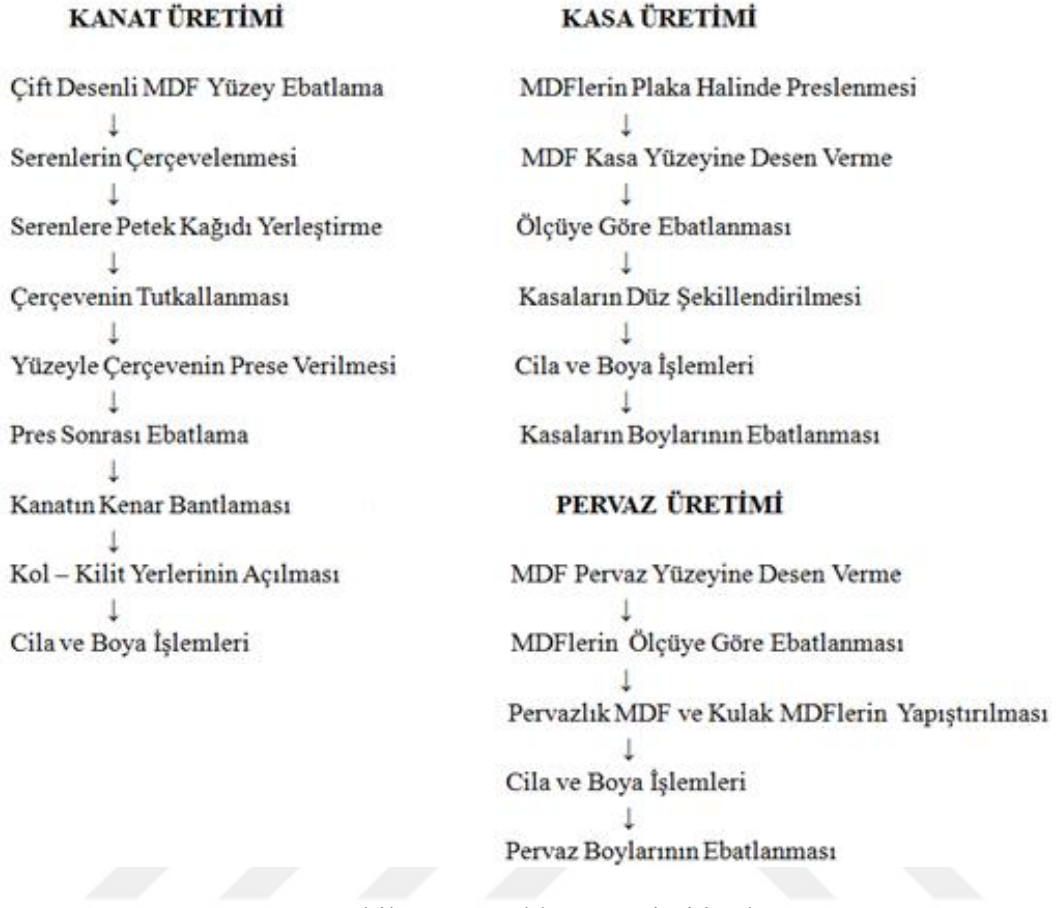 KANAT ÜRETİMİ
Çift Desenli MDF Yüzey Ebatlama
↓
Serenlerin Çerçevelenmesi
↓
Serenlere Petek Kağıdı Yerleştirme
↓
Çerçevenin Tutkallanması
↓
Yüzeyle Çerçevenin Prese Verilmesi
↓
Pres Sonrası Ebatlama
↓
Kanatın Kenar Bantlaması
↓
Kol – Kilit Yerlerinin Açılması
↓
Cila ve Boya İşlemleri
KASA ÜRETİMİ
MDFlerin Plaka Halinde Preslenmesi
↓
MDF Kasa Yüzeyine Desen Verme
↓
Ölçüye Göre Ebatlanması
↓
Kasaların Düz Şekillendirilmesi
↓
Cila ve Boya İşlemleri
↓
Kasaların Boylarının Ebatlanması
PERVAZ ÜRETİMİ
MDF Pervaz Yüzeyine Desen Verme
↓
MDFlerin Ölçüye Göre Ebatlanması
↓
Pervazlık MDF ve Kulak MDFlerin Yapıştırılması
↓
Cila ve Boya İşlemleri
↓
Pervaz Boylarının Ebatlanması